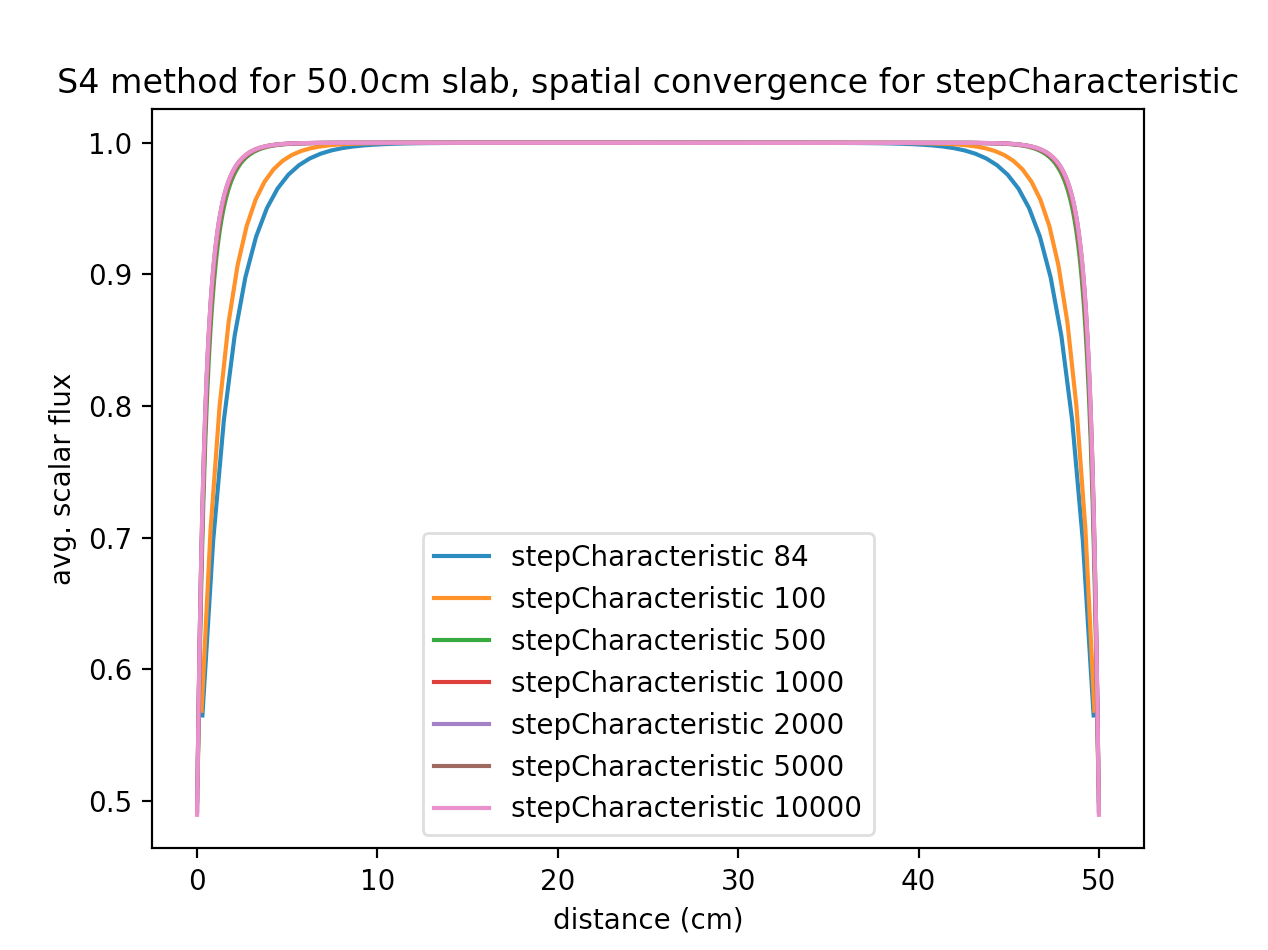 S4 method for 50.0cm slab, spatial convergence for stepCharacteristic
1.0
0.9
0.8
0.7
0.6
0.5
avg. scalar flux
stepCharacteristic 84
stepCharacteristic 100
stepCharacteristic 500
stepCharacteristic 1000
stepCharacteristic 2000
stepCharacteristic 5000
stepCharacteristic 10000
0 10 20 30 40 50
distance (cm)